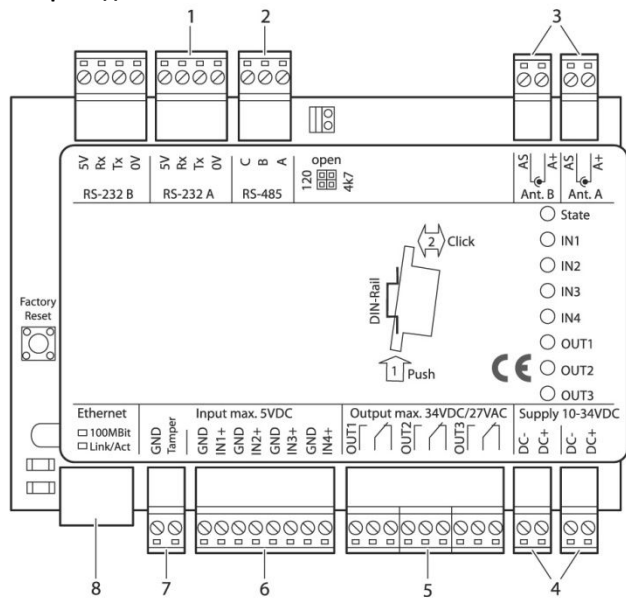 1 2 3
5V Rx Tx 0V
RS-232 B
5V Rx Tx 0V
RS-232 A
C B A
RS-485
open
120 4k7
AS A+
Ant. B
AS A+
Ant. A
State
IN1
IN2
IN3
IN4
OUT1
OUT2
OUT3
2 Click
DIN-Rail
1 Push
CE
Factory
Reset
Ethernet
100MBit
Link/Act
GND Tamper
Input max. 5VDC
GND IN1+ GND IN2+ GND IN3+ GND IN4+
Output max. 34VDC/27VAC
OUT1 OUT2 OUT3
Supply 10-34VDC
DC- DC+ DC- DC+
8 7 6 5 4